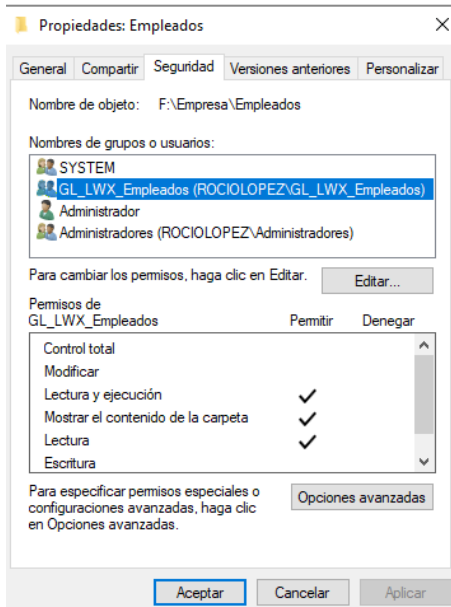 Propiedades: Empleados
General Compartir Seguridad Versiones anteriores Personalizar
Nombre de objeto: F:\Empresa\Empleados
Nombres de grupos o usuarios:
SYSTEM
GL_LWX_Empleados (ROCIOLOPEZ\GL_LWX_Empleados)
Administrador
Administradores (ROCIOLOPEZ\Administradores)
Para cambiar los permisos, haga clic en Editar. Editar...
Permisos de
GL_LWX_Empleados Permitir Denegar
Control total
Modificar
Lectura y ejecución
Mostrar el contenido de la carpeta
Lectura
Escritura
Para especificar permisos especiales o
configuraciones avanzadas, haga clic
en Opciones avanzadas.
Opciones avanzadas
Aceptar Cancelar Aplicar